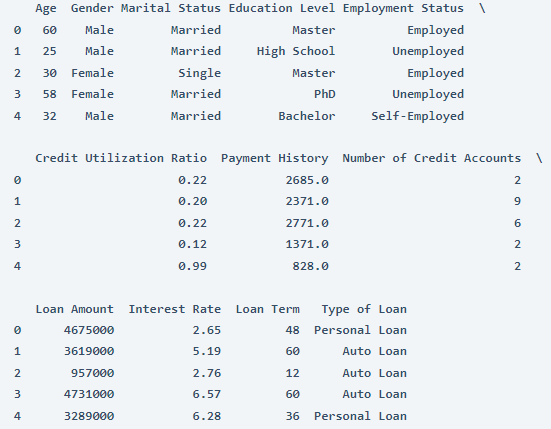 Age Gender Marital Status Education Level Employment Status \
0 60 Male Married Master Employed
1 25 Male Married High School Unemployed
2 30 Female Single Master Employed
3 58 Female Married PhD Unemployed
4 32 Male Married Bachelor Self-Employed
Credit Utilization Ratio Payment History Number of Credit Accounts \
0 0.22 2685.0 2
1 0.20 2371.0 9
2 0.22 2771.0 6
3 0.12 1371.0 2
4 0.99 828.0 2
Loan Amount Interest Rate Loan Term Type of Loan
0 4675000 2.65 48 Personal Loan
1 3619000 5.19 60 Auto Loan
2 957000 2.76 12 Auto Loan
3 4731000 6.57 60 Auto Loan
4 3289000 6.28 36 Personal Loan